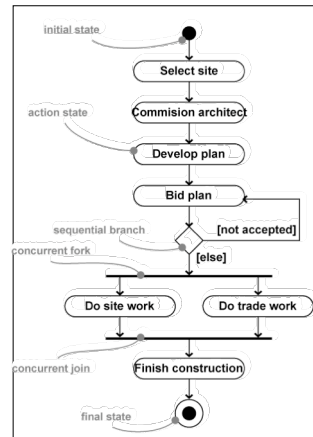 initial state
Select site
action state
Commision architect
Develop plan
Bid plan
sequential branch
[not accepted]
concurrent fork
[else]
Do site work
Do trade work
concurrent join
Finish construction
final state